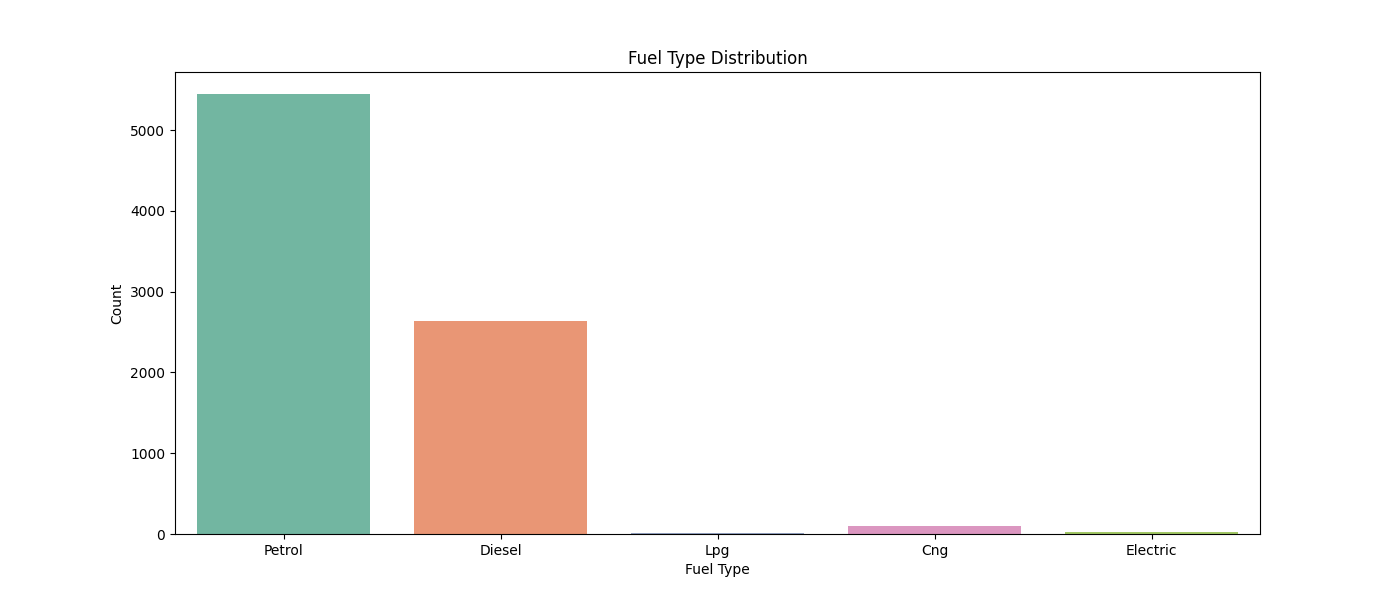 Fuel Type Distribution
Count
5000
4000
3000
2000
1000
0
Petrol Diesel Lpg Cng Electric
Fuel Type